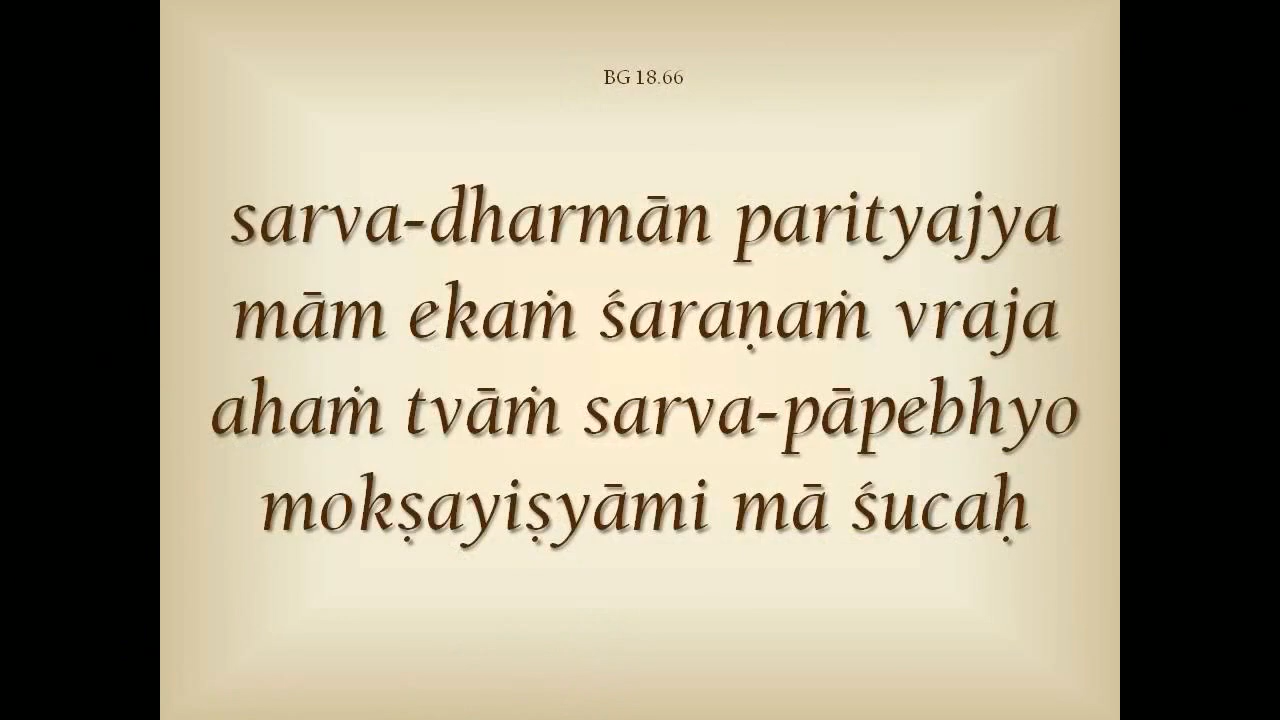 BG 18.66
sarva-dharmān parityajya
mām ekaṁ śaraṇaṁ vraja
ahaṁ tvāṁ sarva-pāpebhyo
mokṣayiṣyāmi mā śucaḥ